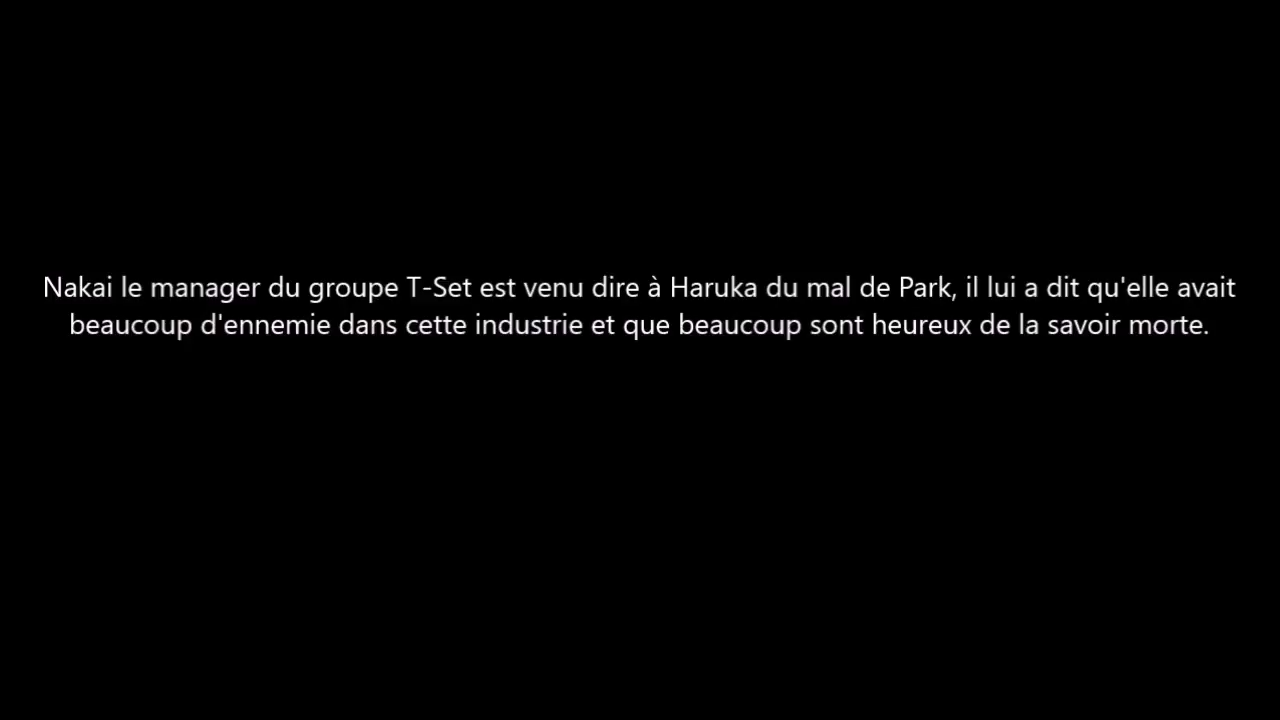 Nakai le manager du groupe T-Set est venu dire à Haruka du mal de Park, il lui a dit qu'elle avait
beaucoup d'ennemie dans cette industrie et que beaucoup sont heureux de la savoir morte.